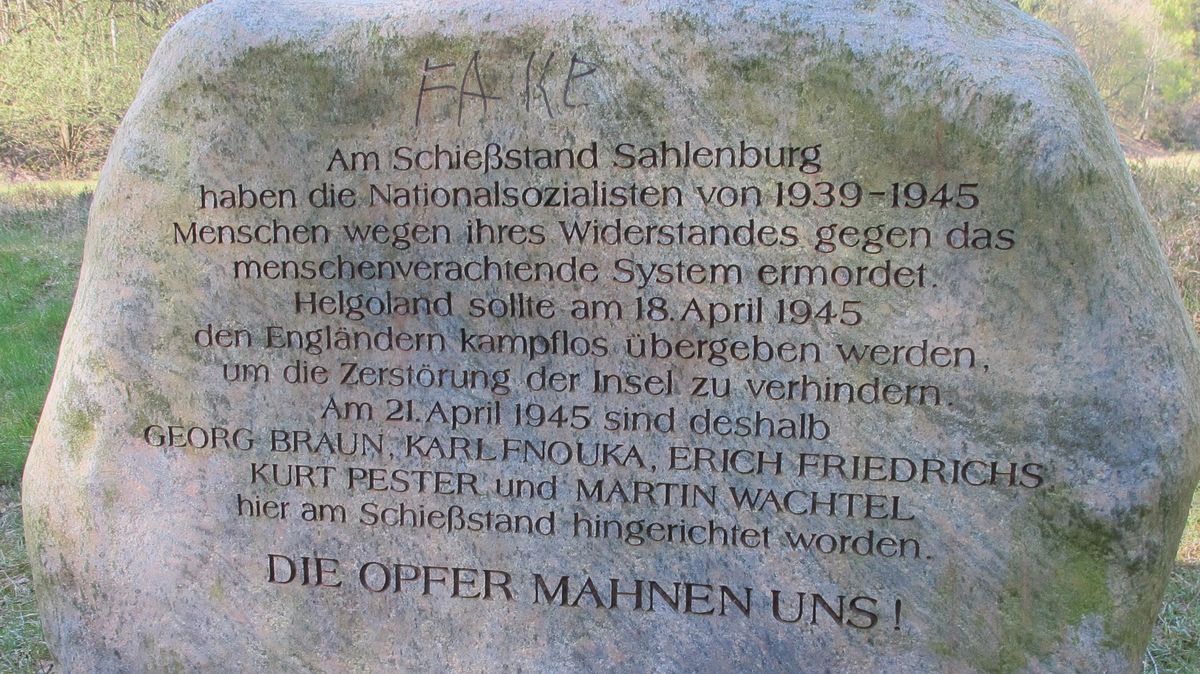 FAKE
Am Schießstand Sahlenburg
haben die Nationalsozialisten von 1939-1945
Menschen wegen ihres Widerstandes gegen das
menschenverachtende System ermordet.
Helgoland sollte am 18. April 1945
den Engländern kampflos übergeben werden,
um die Zerstörung der Insel zu verhindern.
Am 21. April 1945 sind deshalb
GEORG BRAUN, KARL FNOUKA, ERICH FRIEDRICHS,
KURT PESTER und MARTIN WACHTEL
hier am Schießstand hingerichtet worden.
DIE OPFER MAHNEN UNS!